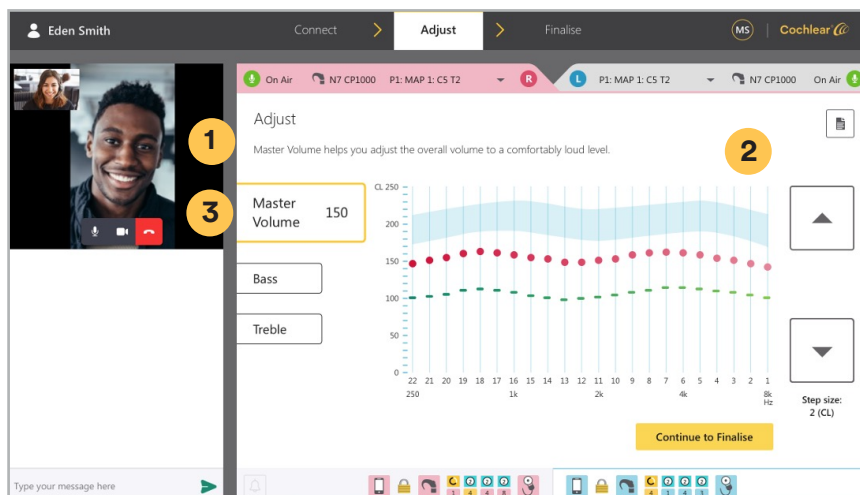 Eden Smith
Connect
Adjust
Finalise
MS
Cochlear
On Air N7 CP1000 P1: MAP 1: C5 T2 R
L P1: MAP 1: C5 T2 N7 CP1000 On Air
1
Adjust
2
Master Volume helps you adjust the overall volume to a comfortably loud level.
3
Master
Volume 150
Bass
Treble
CL 250
200
150
100
50
0
22 21 20 19 18 17 16 15 14 13 12 11 10 9 8 7 6 5 4 3 2 1
250 1k 2k 4k 8k
Hz
Step size:
2 (CL)
Continue to Finalise
Type your message here